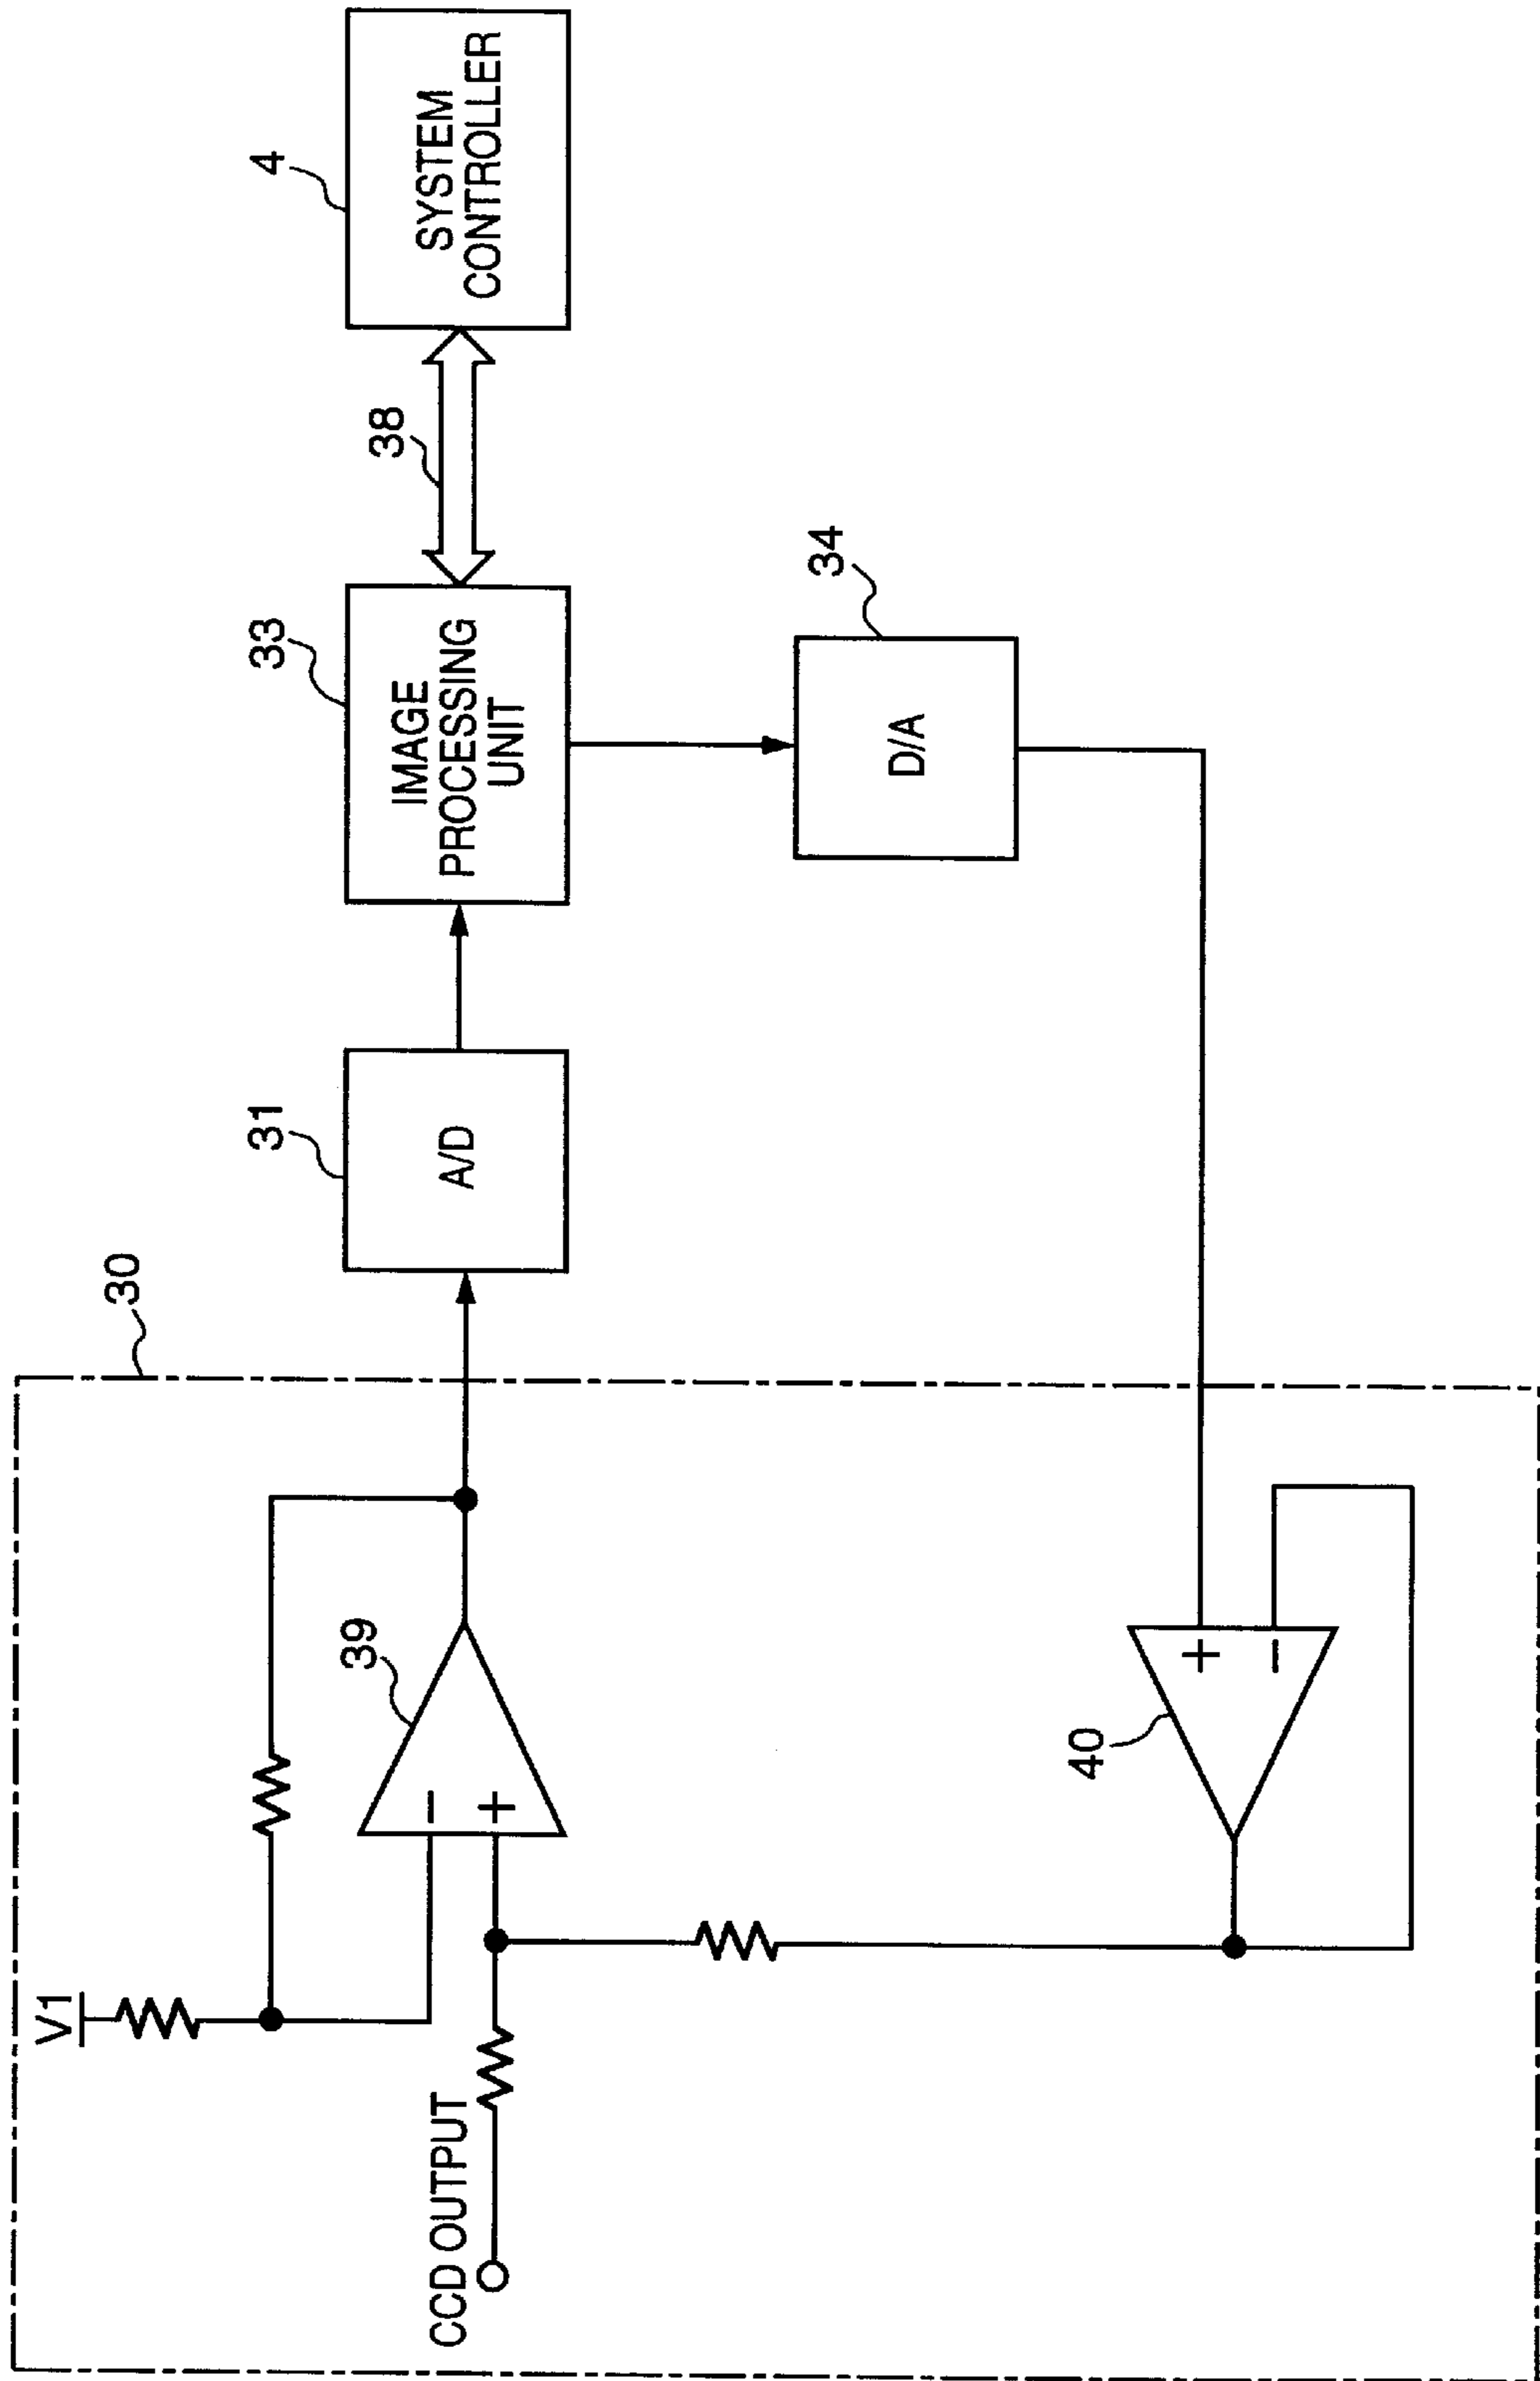 30
V1
CCD OUTPUT
39
−
+
40
+
−
31
A/D
33
IMAGE
PROCESSING
UNIT
34
D/A
38
4
SYSTEM
CONTROLLER